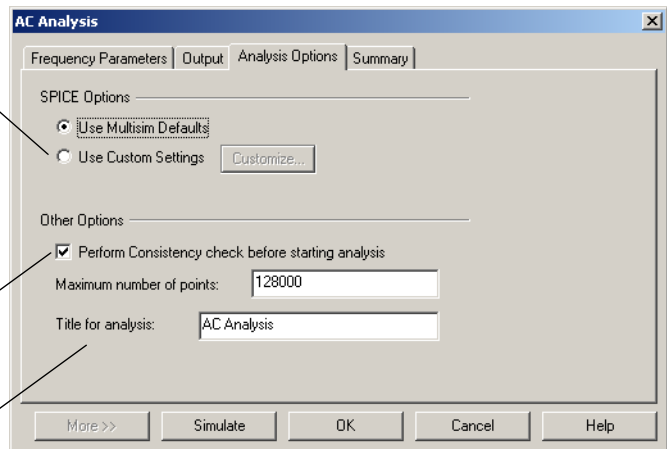 AC Analysis
Frequency Parameters Output Analysis Options Summary
SPICE Options
Use Multisim Defaults
Use Custom Settings Customize...
Other Options
Perform Consistency check before starting analysis
Maximum number of points: 128000
Title for analysis: AC Analysis
More >> Simulate OK Cancel Help